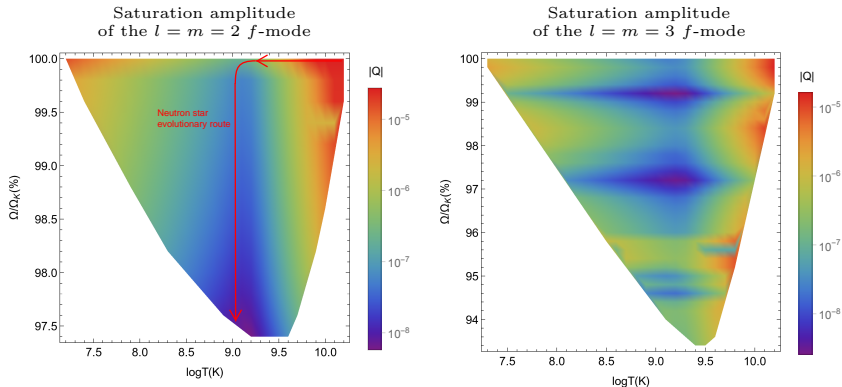 Saturation amplitude
of the l = m = 2 f-mode
|Q|
Neutron star
evolutionary route
Ω/Ω_K(%)
100.0
99.5
99.0
98.5
98.0
97.5
7.5 8.0 8.5 9.0 9.5 10.0
logT(K)
10^-5
10^-6
10^-7
10^-8
Saturation amplitude
of the l = m = 3 f-mode
|Q|
Ω/Ω_K(%)
100
99
98
97
96
95
94
7.5 8.0 8.5 9.0 9.5 10.0
logT(K)
10^-5
10^-6
10^-7
10^-8